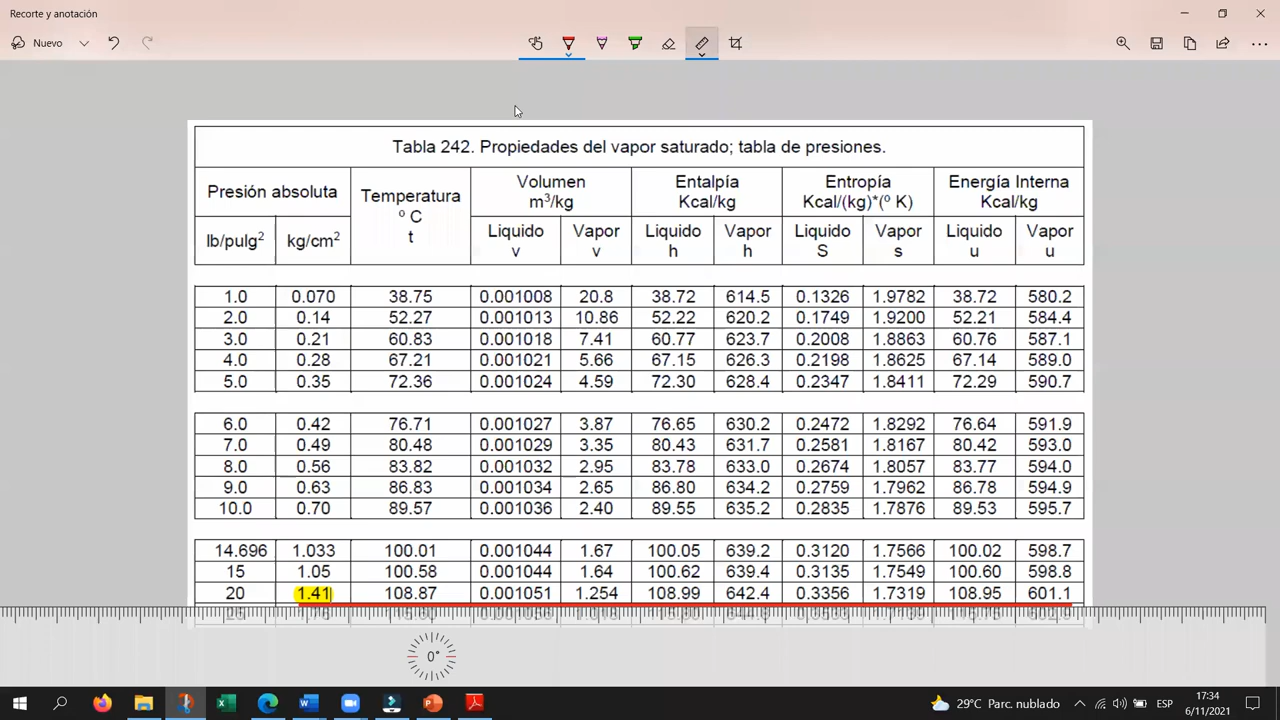 Recorte y anotación
Nuevo
Tabla 242. Propiedades del vapor saturado; tabla de presiones.
Presión absoluta Temperatura º C t Volumen m³/kg Entalpía Kcal/kg Entropía Kcal/(kg)*(º K) Energía Interna Kcal/kg
lb/pulg² kg/cm² Liquido v Vapor v Liquido h Vapor h Liquido S Vapor s Liquido u Vapor u
1.0 0.070 38.75 0.001008 20.8 38.72 614.5 0.1326 1.9782 38.72 580.2
2.0 0.14 52.27 0.001013 10.86 52.22 620.2 0.1749 1.9200 52.21 584.4
3.0 0.21 60.83 0.001018 7.41 60.77 623.7 0.2008 1.8863 60.76 587.1
4.0 0.28 67.21 0.001021 5.66 67.15 626.3 0.2198 1.8625 67.14 589.0
5.0 0.35 72.36 0.001024 4.59 72.30 628.4 0.2347 1.8411 72.29 590.7
6.0 0.42 76.71 0.001027 3.87 76.65 630.2 0.2472 1.8292 76.64 591.9
7.0 0.49 80.48 0.001029 3.35 80.43 631.7 0.2581 1.8167 80.42 593.0
8.0 0.56 83.82 0.001032 2.95 83.78 633.0 0.2674 1.8057 83.77 594.0
9.0 0.63 86.83 0.001034 2.65 86.80 634.2 0.2759 1.7962 86.78 594.9
10.0 0.70 89.57 0.001036 2.40 89.55 635.2 0.2835 1.7876 89.53 595.7
14.696 1.033 100.01 0.001044 1.67 100.05 639.2 0.3120 1.7566 100.02 598.7
15 1.05 100.58 0.001044 1.64 100.62 639.4 0.3135 1.7549 100.60 598.8
20 1.41 108.87 0.001051 1.254 108.99 642.4 0.3356 1.7319 108.95 601.1
0°
29°C Parc. nublado ESP 17:34
6/11/2021